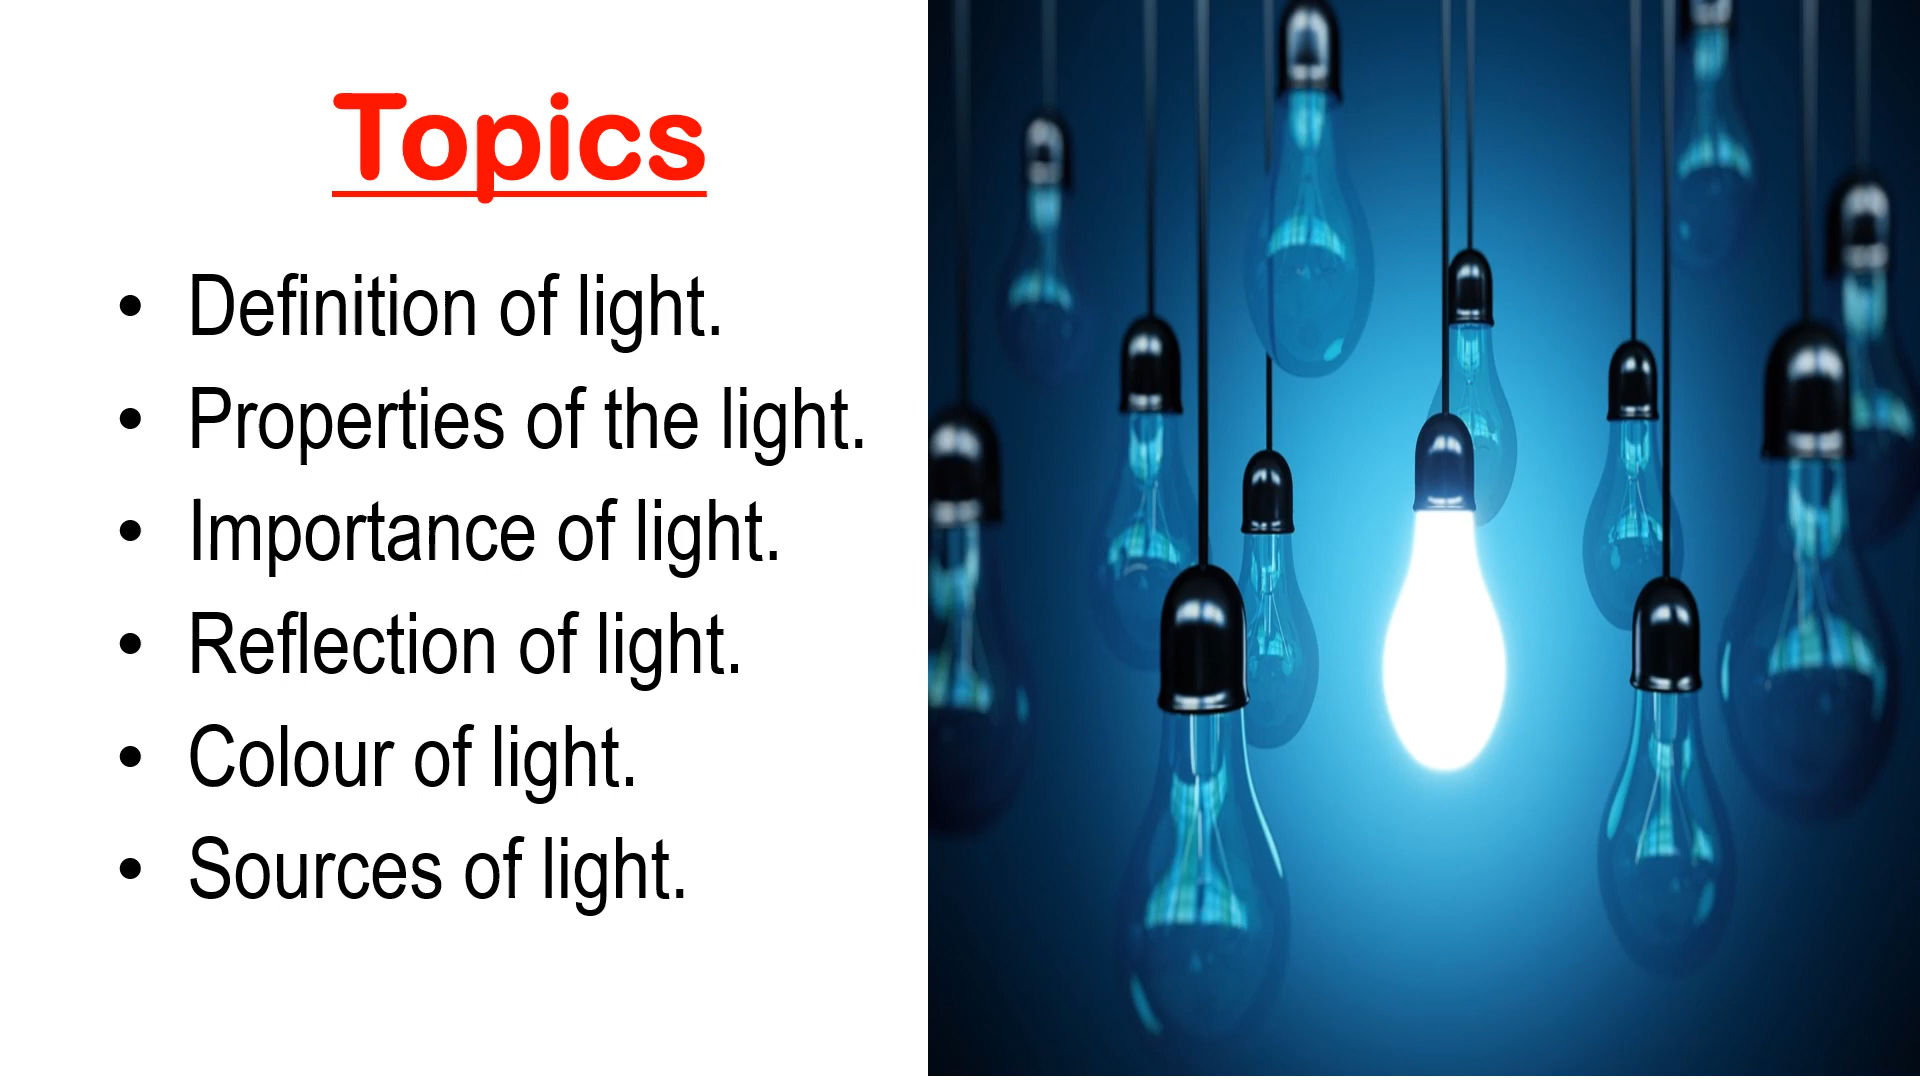 Topics
• Definition of light.
• Properties of the light.
• Importance of light.
• Reflection of light.
• Colour of light.
• Sources of light.